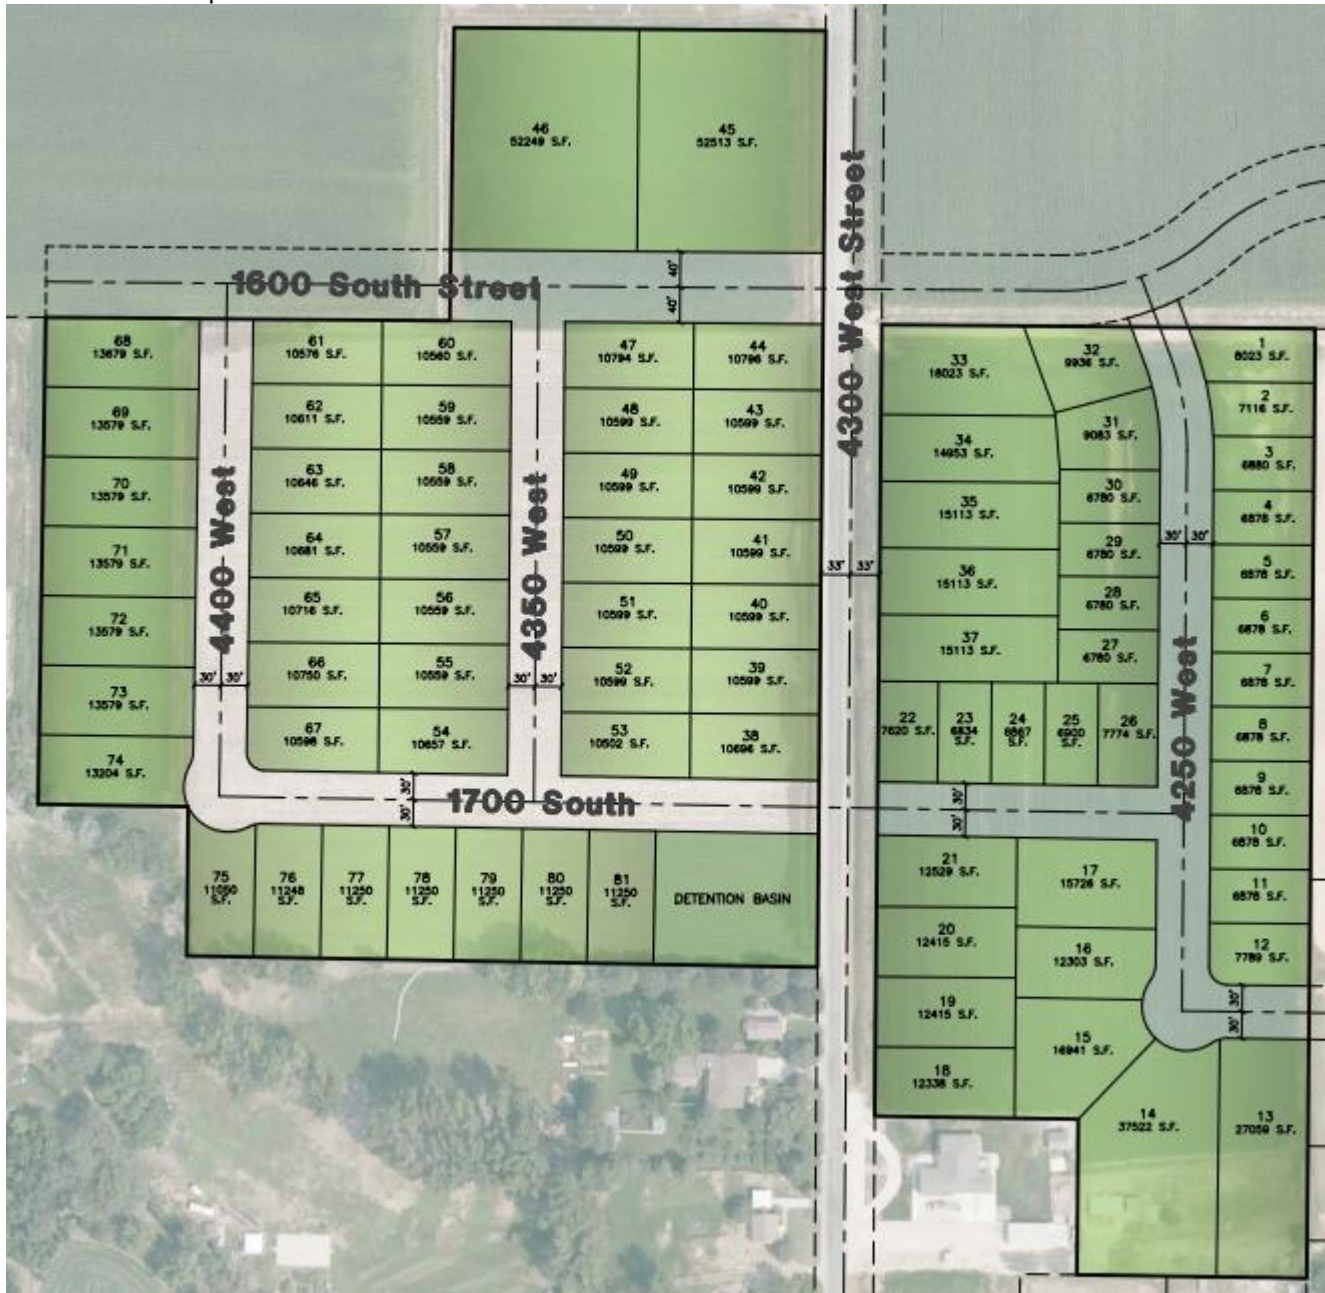 46
52249 S.F.
45
52513 S.F.
4300 West Street
1600 South Street
40'
40'
68
13679 S.F.
69
13579 S.F.
70
13579 S.F.
71
13579 S.F.
72
13579 S.F.
73
13579 S.F.
74
13204 S.F.
4400 West
30' 30'
61
10576 S.F.
62
10611 S.F.
63
10646 S.F.
64
10681 S.F.
65
10716 S.F.
66
10750 S.F.
67
10598 S.F.
60
10560 S.F.
59
10559 S.F.
58
10559 S.F.
57
10559 S.F.
56
10559 S.F.
55
10559 S.F.
54
10657 S.F.
4350 West
30' 30'
47
10794 S.F.
48
10599 S.F.
49
10599 S.F.
50
10599 S.F.
51
10599 S.F.
52
10599 S.F.
53
10502 S.F.
44
10796 S.F.
43
10599 S.F.
42
10599 S.F.
41
10599 S.F.
40
10599 S.F.
39
10599 S.F.
38
10696 S.F.
33' 33'
1700 South
30' 30'
75
11050
S.F.
76
11248
S.F.
77
11250
S.F.
78
11250
S.F.
79
11250
S.F.
80
11250
S.F.
81
11250
S.F.
DETENTION BASIN
33
18023 S.F.
32
9936 S.F.
34
14953 S.F.
31
9083 S.F.
35
15113 S.F.
30
6780 S.F.
29
6780 S.F.
36
15113 S.F.
28
6780 S.F.
37
15113 S.F.
27
6780 S.F.
22
7620 S.F.
23
6834
S.F.
24
6867
S.F.
25
6900
S.F.
26
7774 S.F.
30' 30'
4250 West
30' 30'
1
8023 S.F.
2
7116 S.F.
3
6880 S.F.
4
6878 S.F.
5
6878 S.F.
6
6878 S.F.
7
6878 S.F.
8
6878 S.F.
9
6878 S.F.
10
6878 S.F.
11
6878 S.F.
12
7789 S.F.
30' 30'
21
12529 S.F.
17
15726 S.F.
20
12415 S.F.
16
12303 S.F.
19
12415 S.F.
15
16941 S.F.
18
12338 S.F.
14
37522 S.F.
13
27059 S.F.